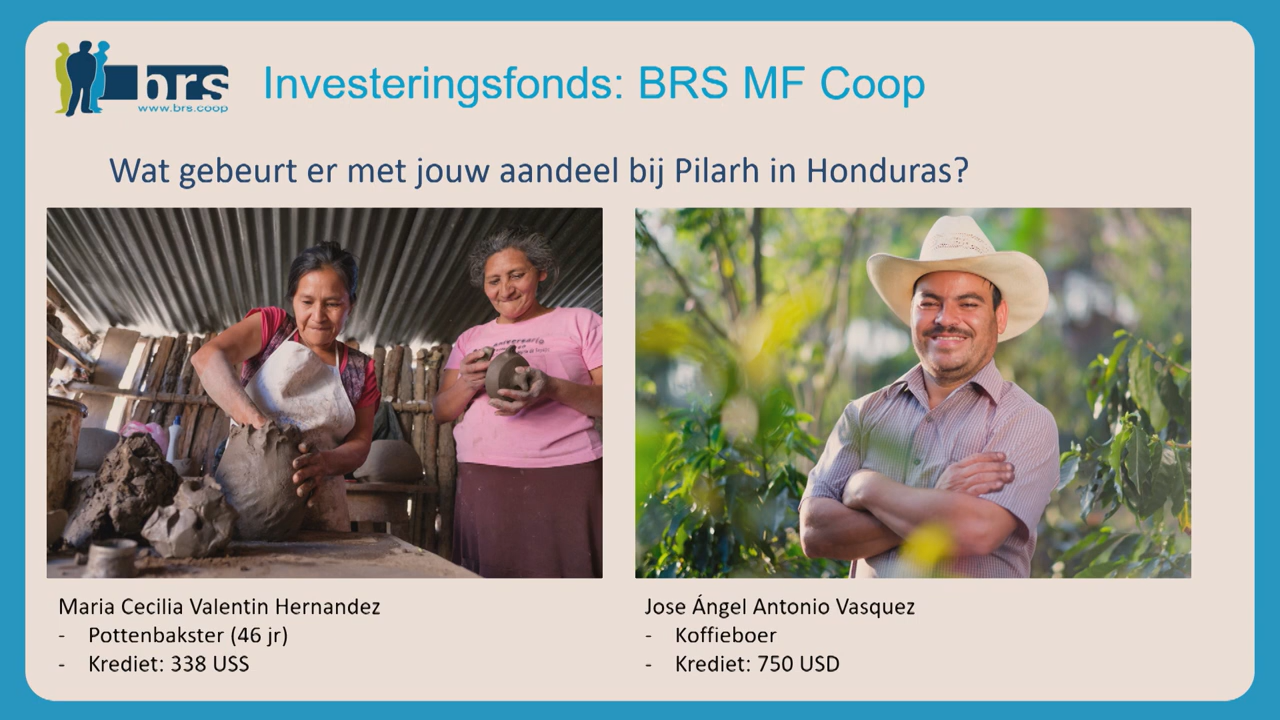 brs
www.brs.coop
Investeringsfonds: BRS MF Coop
Wat gebeurt er met jouw aandeel bij Pilarh in Honduras?
Maria Cecilia Valentin Hernandez
- Pottenbakster (46 jr)
- Krediet: 338 USS
Jose Ángel Antonio Vasquez
- Koffieboer
- Krediet: 750 USD